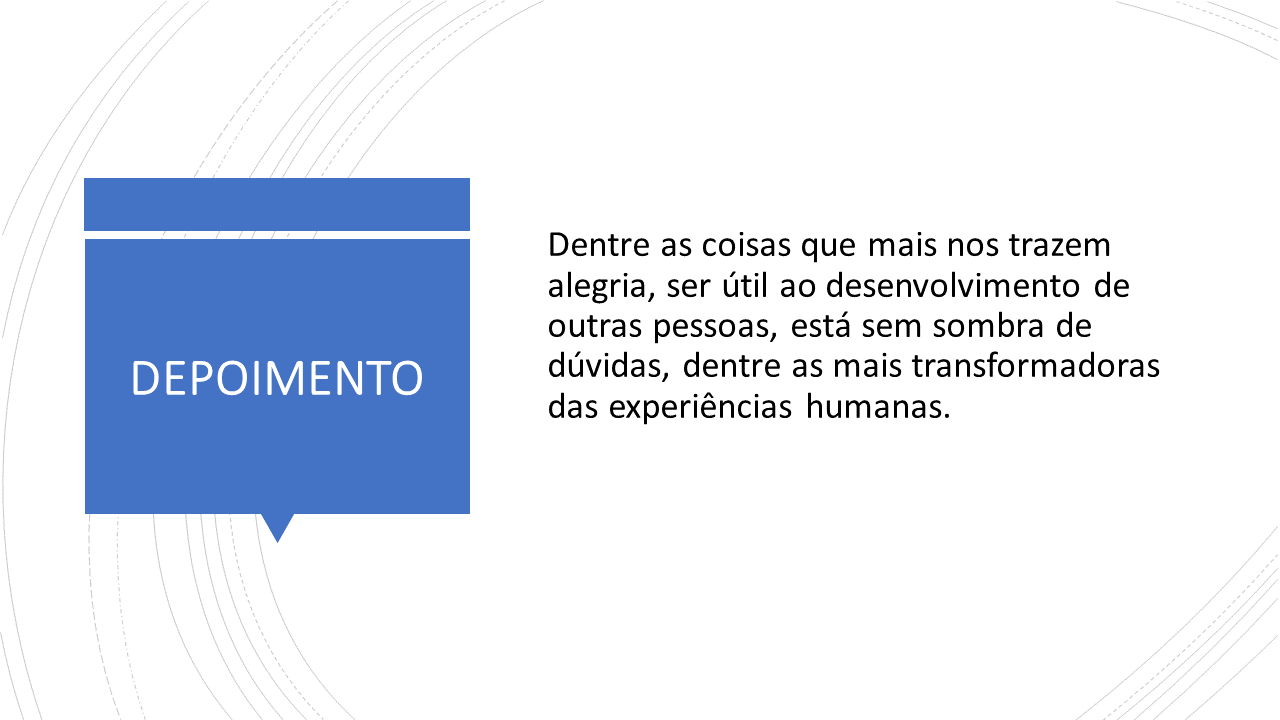 DEPOIMENTO
Dentre as coisas que mais nos trazem
alegria, ser útil ao desenvolvimento de
outras pessoas, está sem sombra de
dúvidas, dentre as mais transformadoras
das experiências humanas.